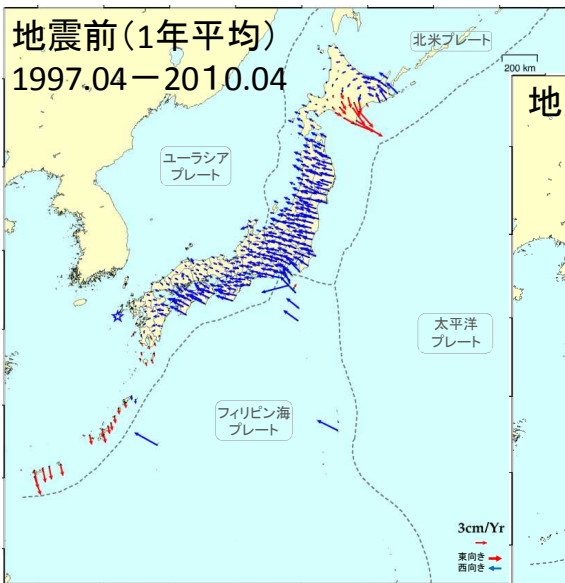 地震前(1年平均)
1997.04－2010.04
北米プレート
200 km
地
ユーラシア
プレート
太平洋
プレート
フィリピン海
プレート
3cm/Yr
東向き
西向き